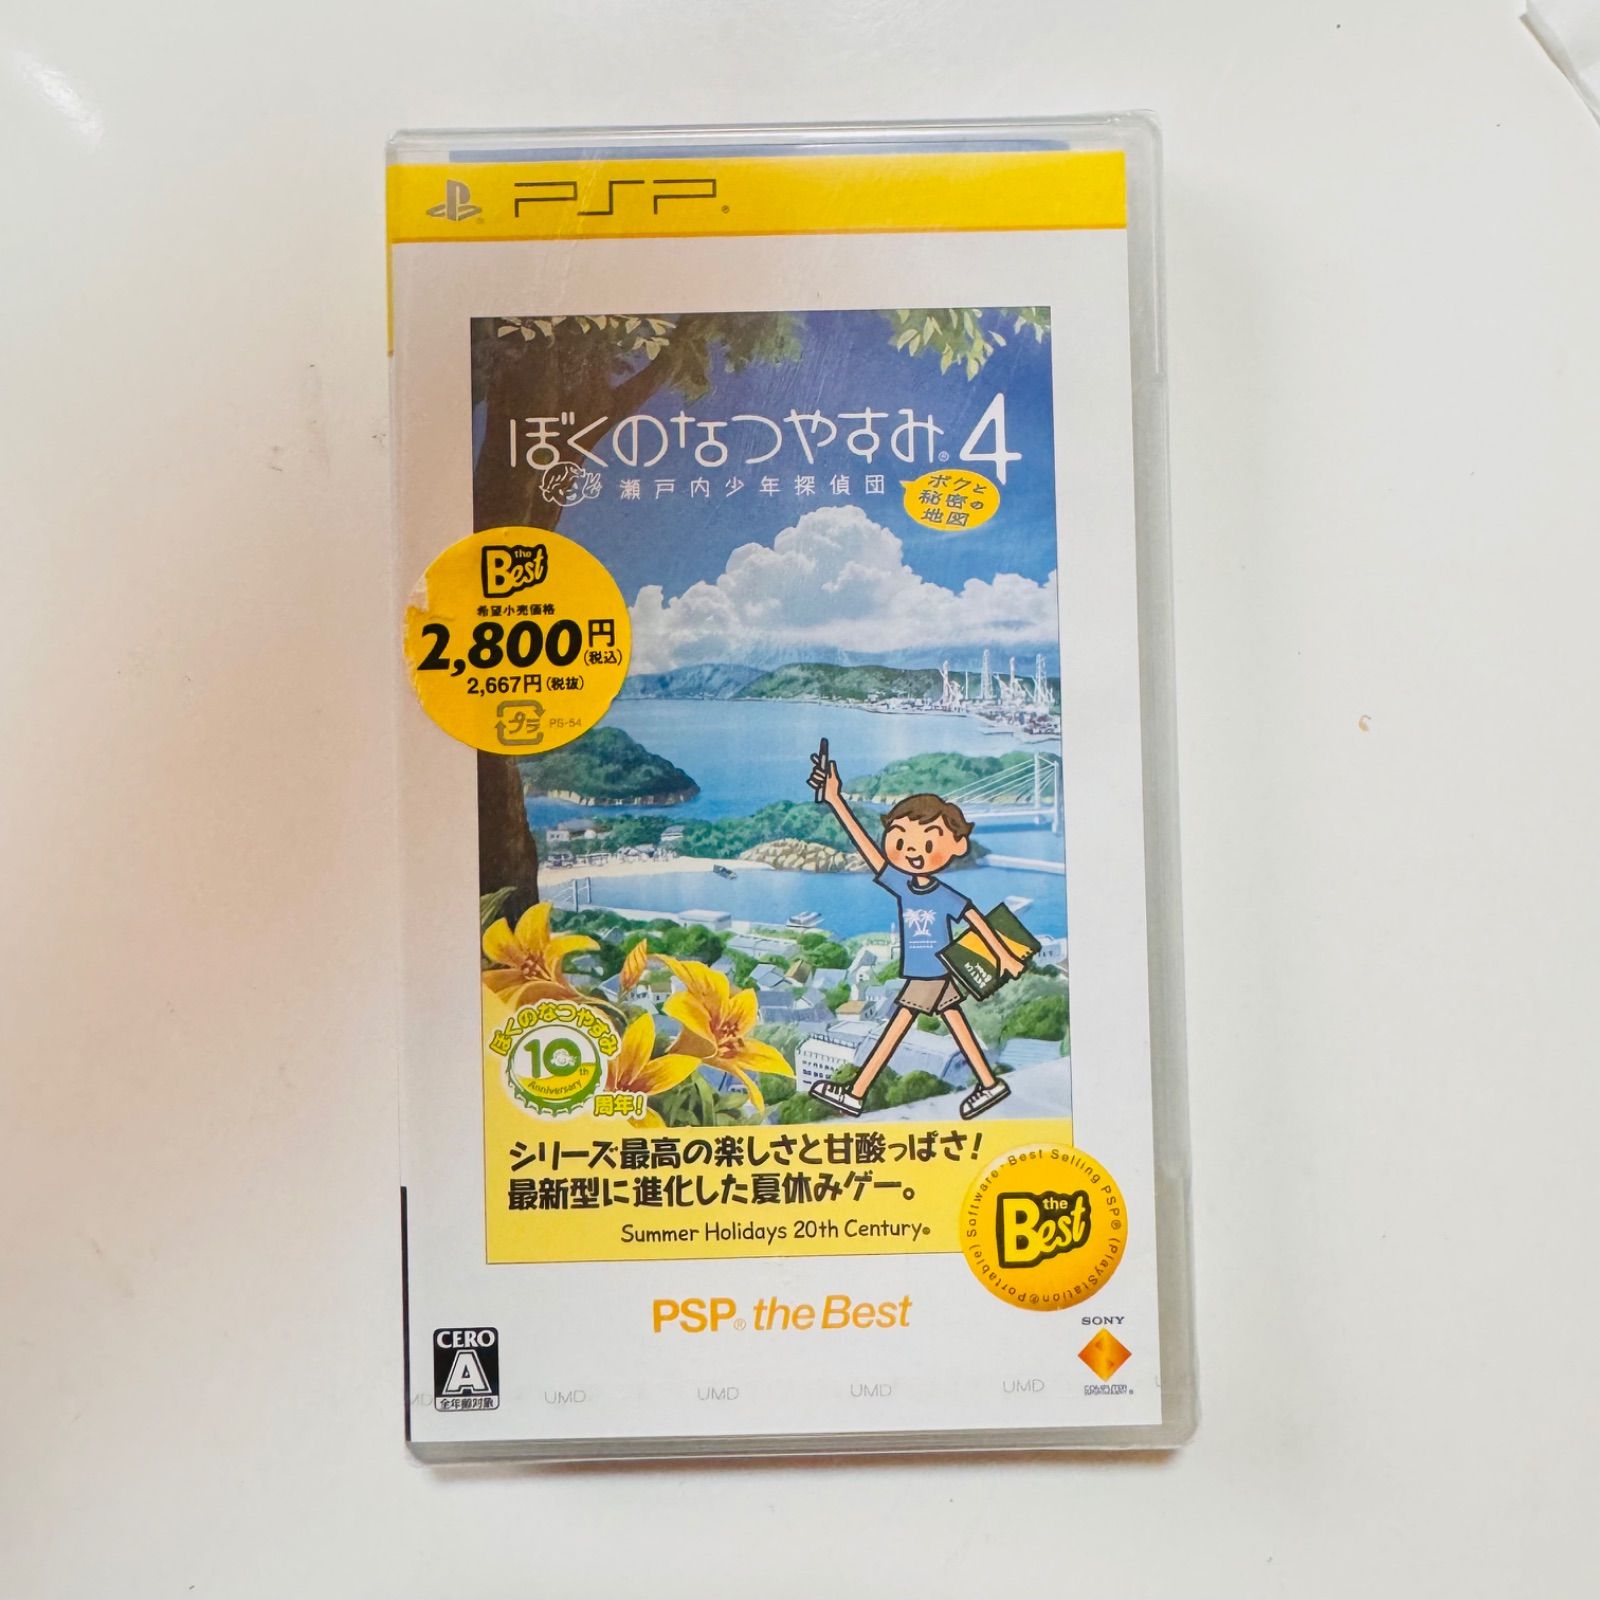 PSP®
ぼくのなつやすみ®4
瀬戸内少年探偵団
ボクと
秘密の
地図
the
Best
希望小売価格
2,800円
(税込)
2,667円(税抜)
プラ PS-54
ぼくのなつやすみ
10th
Anniversary
周年!
シリーズ最高の楽しさと甘酸っぱさ!
最新型に進化した夏休みゲー。
Summer Holidays 20th Century®
Best Selling PSP® (PlayStation®Portable) Software
the
Best
PSP® the Best
SONY
CERO
A
全年齢対象
UMD UMD UMD UMD